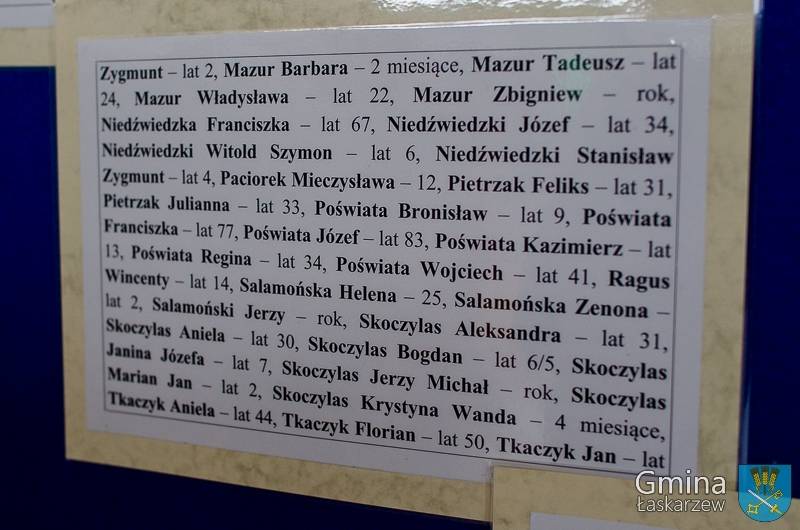 Zygmunt – lat 2, Mazur Barbara – 2 miesiące, Mazur Tadeusz – lat
24, Mazur Władysława – lat 22, Mazur Zbigniew – rok,
Niedźwiedzka Franciszka – lat 67, Niedźwiedzki Józef – lat 34,
Niedźwiedzki Witold Szymon – lat 6, Niedźwiedzki Stanisław
Zygmunt – lat 4, Paciorek Mieczysława – 12, Pietrzak Feliks – lat 31,
Pietrzak Julianna – lat 33, Poświata Bronisław – lat 9, Poświata
Franciszka – lat 77, Poświata Józef – lat 83, Poświata Kazimierz – lat
13, Poświata Regina – lat 34, Poświata Wojciech – lat 41, Ragus
Wincenty – lat 14, Salamońska Helena – 25, Salamońska Zenona –
lat 2, Salamoński Jerzy – rok, Skoczylas Aleksandra – lat 31,
Skoczylas Aniela – lat 30, Skoczylas Bogdan – lat 6/5, Skoczylas
Janina Józefa – lat 7, Skoczylas Jerzy Michał – rok, Skoczylas
Marian Jan – lat 2, Skoczylas Krystyna Wanda – 4 miesiące,
Tkaczyk Aniela – lat 44, Tkaczyk Florian – lat 50, Tkaczyk Jan – lat
Gmina
Łaskarzew